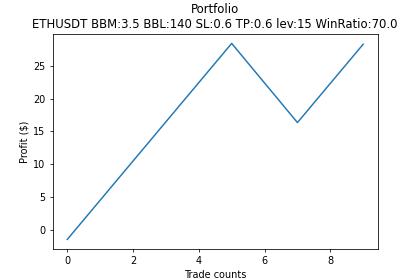 Portfolio
ETHUSDT BBM:3.5 BBL:140 SL:0.6 TP:0.6 lev:15 WinRatio:70.0
25
20
15
10
5
0
Profit ($)
0 2 4 6 8
Trade counts